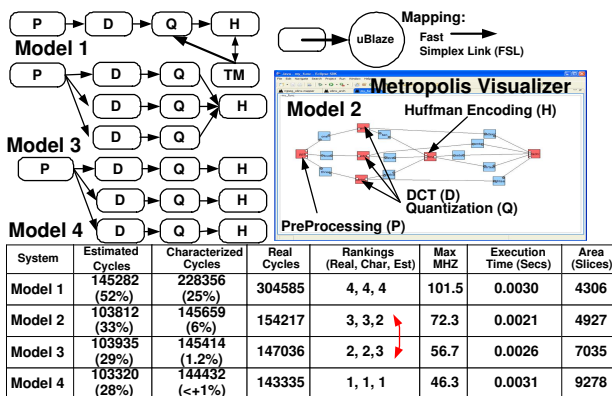 P D Q H
Model 1
TM
P D Q
D Q H
D Q
Model 3
P D Q H
D Q H
D Q H
Model 4
uBlaze
Mapping:
Fast
Simplex Link (FSL)
Metropolis Visualizer
Model 2
Huffman Encoding (H)
DCT (D)
Quantization (Q)
PreProcessing (P)
System Estimated Cycles Characterized Cycles Real Cycles Rankings (Real, Char, Est) Max MHZ Execution Time (Secs) Area (Slices)
Model 1 145282 (52%) 228356 (25%) 304585 4, 4, 4 101.5 0.0030 4306
Model 2 103812 (33%) 145659 (6%) 154217 3, 3,2 72.3 0.0021 4927
Model 3 103935 (29%) 145414 (1.2%) 147036 2, 2,3 56.7 0.0026 7035
Model 4 103320 (28%) 144432 (<+1%) 143335 1, 1, 1 46.3 0.0031 9278